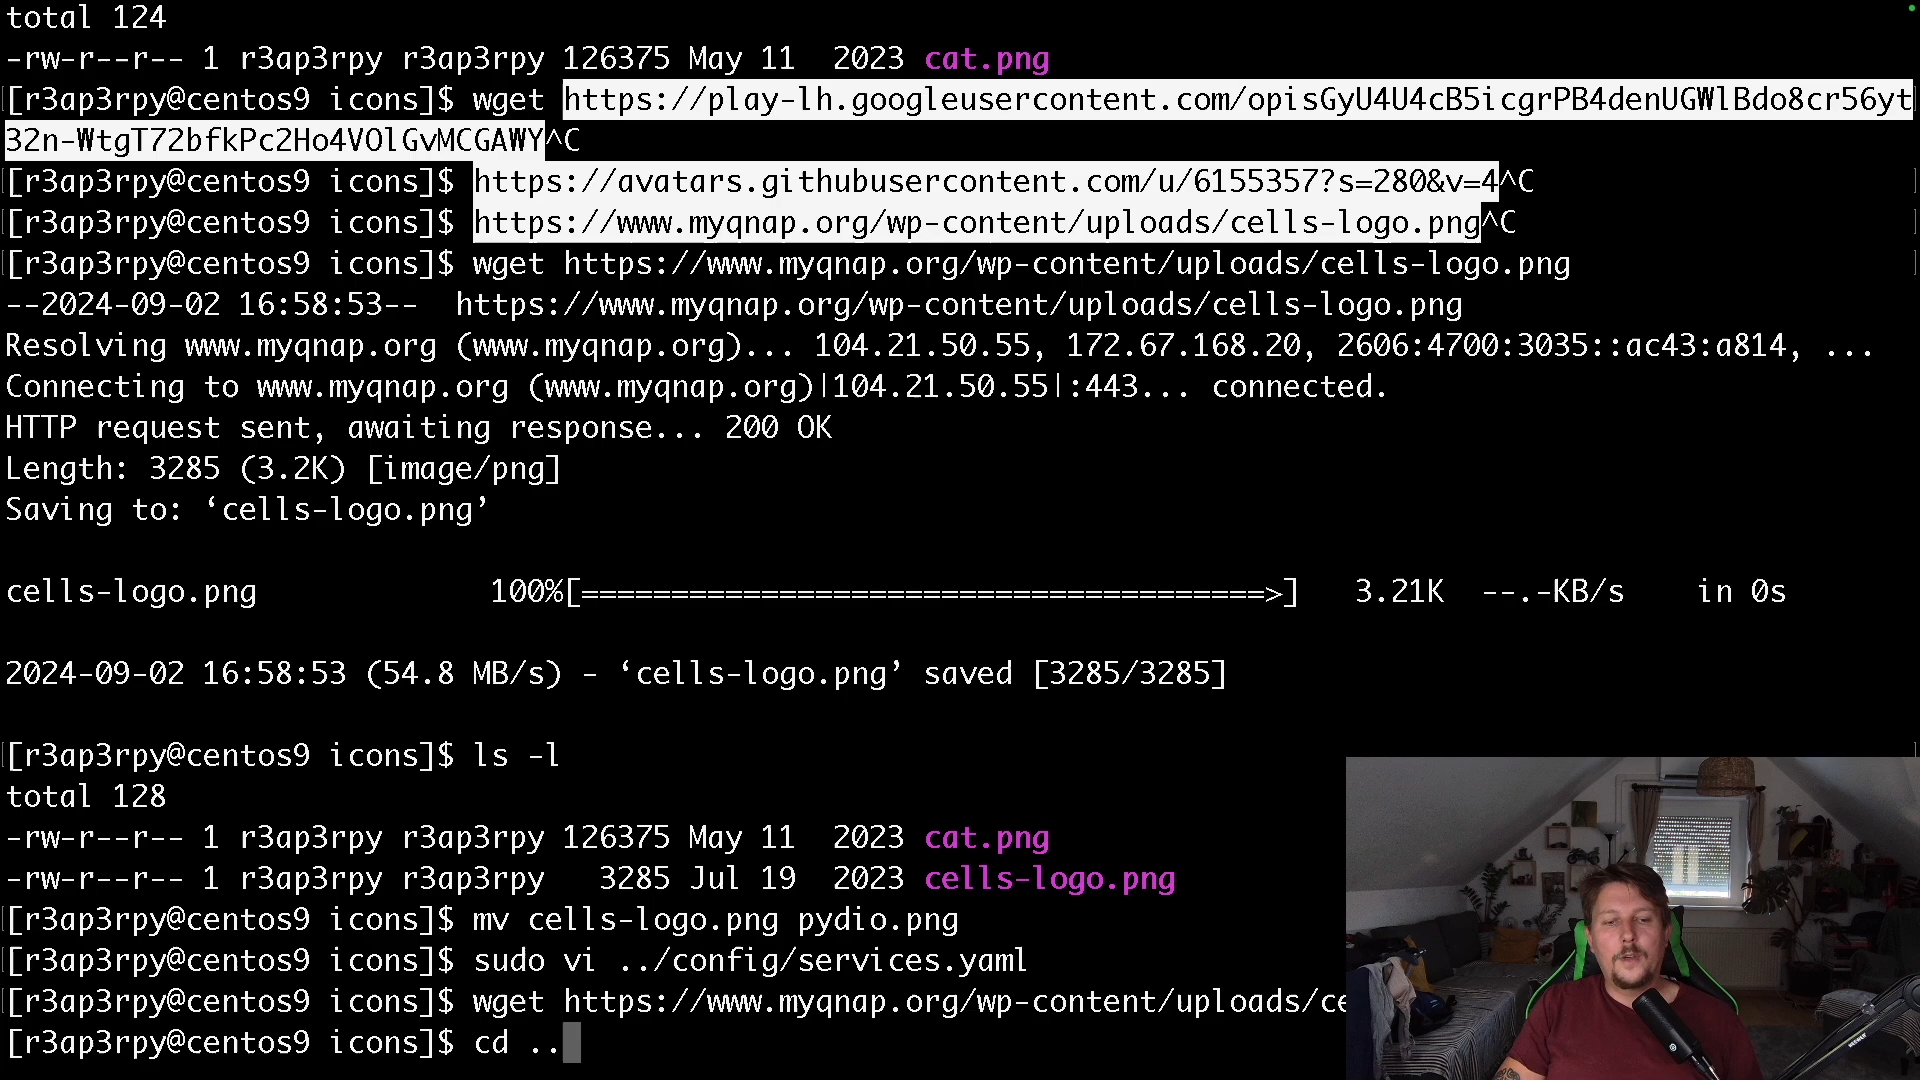 total 124
-rw-r--r-- 1 r3ap3rpy r3ap3rpy 126375 May 11  2023 cat.png
[r3ap3rpy@centos9 icons]$ wget https://play-lh.googleusercontent.com/opisGyU4U4cB5icgrPB4denUGWlBdo8cr56yt
32n-WtgT72bfkPc2Ho4VOlGvMCGAWY^C
[r3ap3rpy@centos9 icons]$ https://avatars.githubusercontent.com/u/6155357?s=280&v=4^C
[r3ap3rpy@centos9 icons]$ https://www.myqnap.org/wp-content/uploads/cells-logo.png^C
[r3ap3rpy@centos9 icons]$ wget https://www.myqnap.org/wp-content/uploads/cells-logo.png
--2024-09-02 16:58:53--  https://www.myqnap.org/wp-content/uploads/cells-logo.png
Resolving www.myqnap.org (www.myqnap.org)... 104.21.50.55, 172.67.168.20, 2606:4700:3035::ac43:a814, ...
Connecting to www.myqnap.org (www.myqnap.org)|104.21.50.55|:443... connected.
HTTP request sent, awaiting response... 200 OK
Length: 3285 (3.2K) [image/png]
Saving to: ‘cells-logo.png’
cells-logo.png             100%[======================================>]   3.21K  --.-KB/s    in 0s
2024-09-02 16:58:53 (54.8 MB/s) - ‘cells-logo.png’ saved [3285/3285]
[r3ap3rpy@centos9 icons]$ ls -l
total 128
-rw-r--r-- 1 r3ap3rpy r3ap3rpy 126375 May 11  2023 cat.png
-rw-r--r-- 1 r3ap3rpy r3ap3rpy   3285 Jul 19  2023 cells-logo.png
[r3ap3rpy@centos9 icons]$ mv cells-logo.png pydio.png
[r3ap3rpy@centos9 icons]$ sudo vi ../config/services.yaml
[r3ap3rpy@centos9 icons]$ wget https://www.myqnap.org/wp-content/uploads/ce
[r3ap3rpy@centos9 icons]$ cd ..